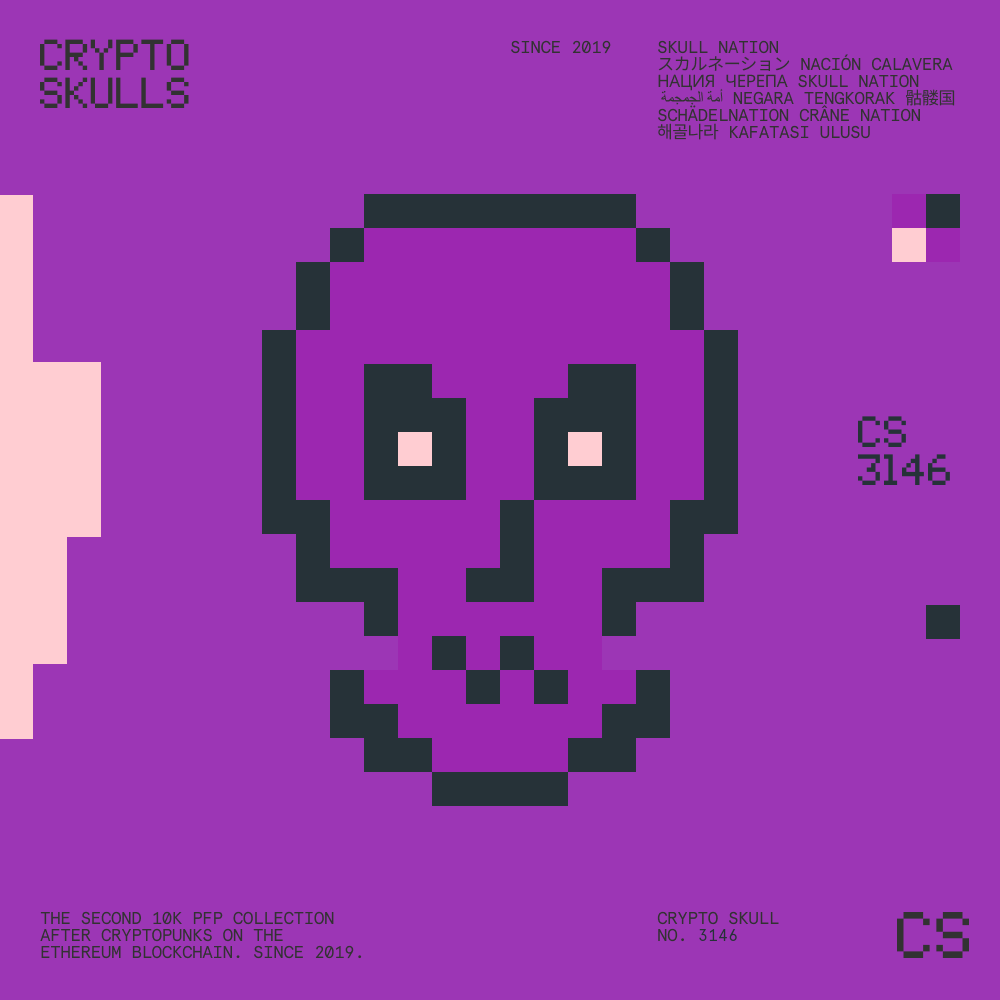 CRYPTO
SKULLS
SINCE 2019
SKULL NATION
スカルネーション NACIÓN CALAVERA
НАЦИЯ ЧЕРЕПА SKULL NATION
أمة الجمجمة NEGARA TENGKORAK 骷髅国
SCHÄDELNATION CRÂNE NATION
해골나라 KAFATASI ULUSU
CS
3146
THE SECOND 10K PFP COLLECTION
AFTER CRYPTOPUNKS ON THE
ETHEREUM BLOCKCHAIN. SINCE 2019.
CRYPTO SKULL
NO. 3146
CS